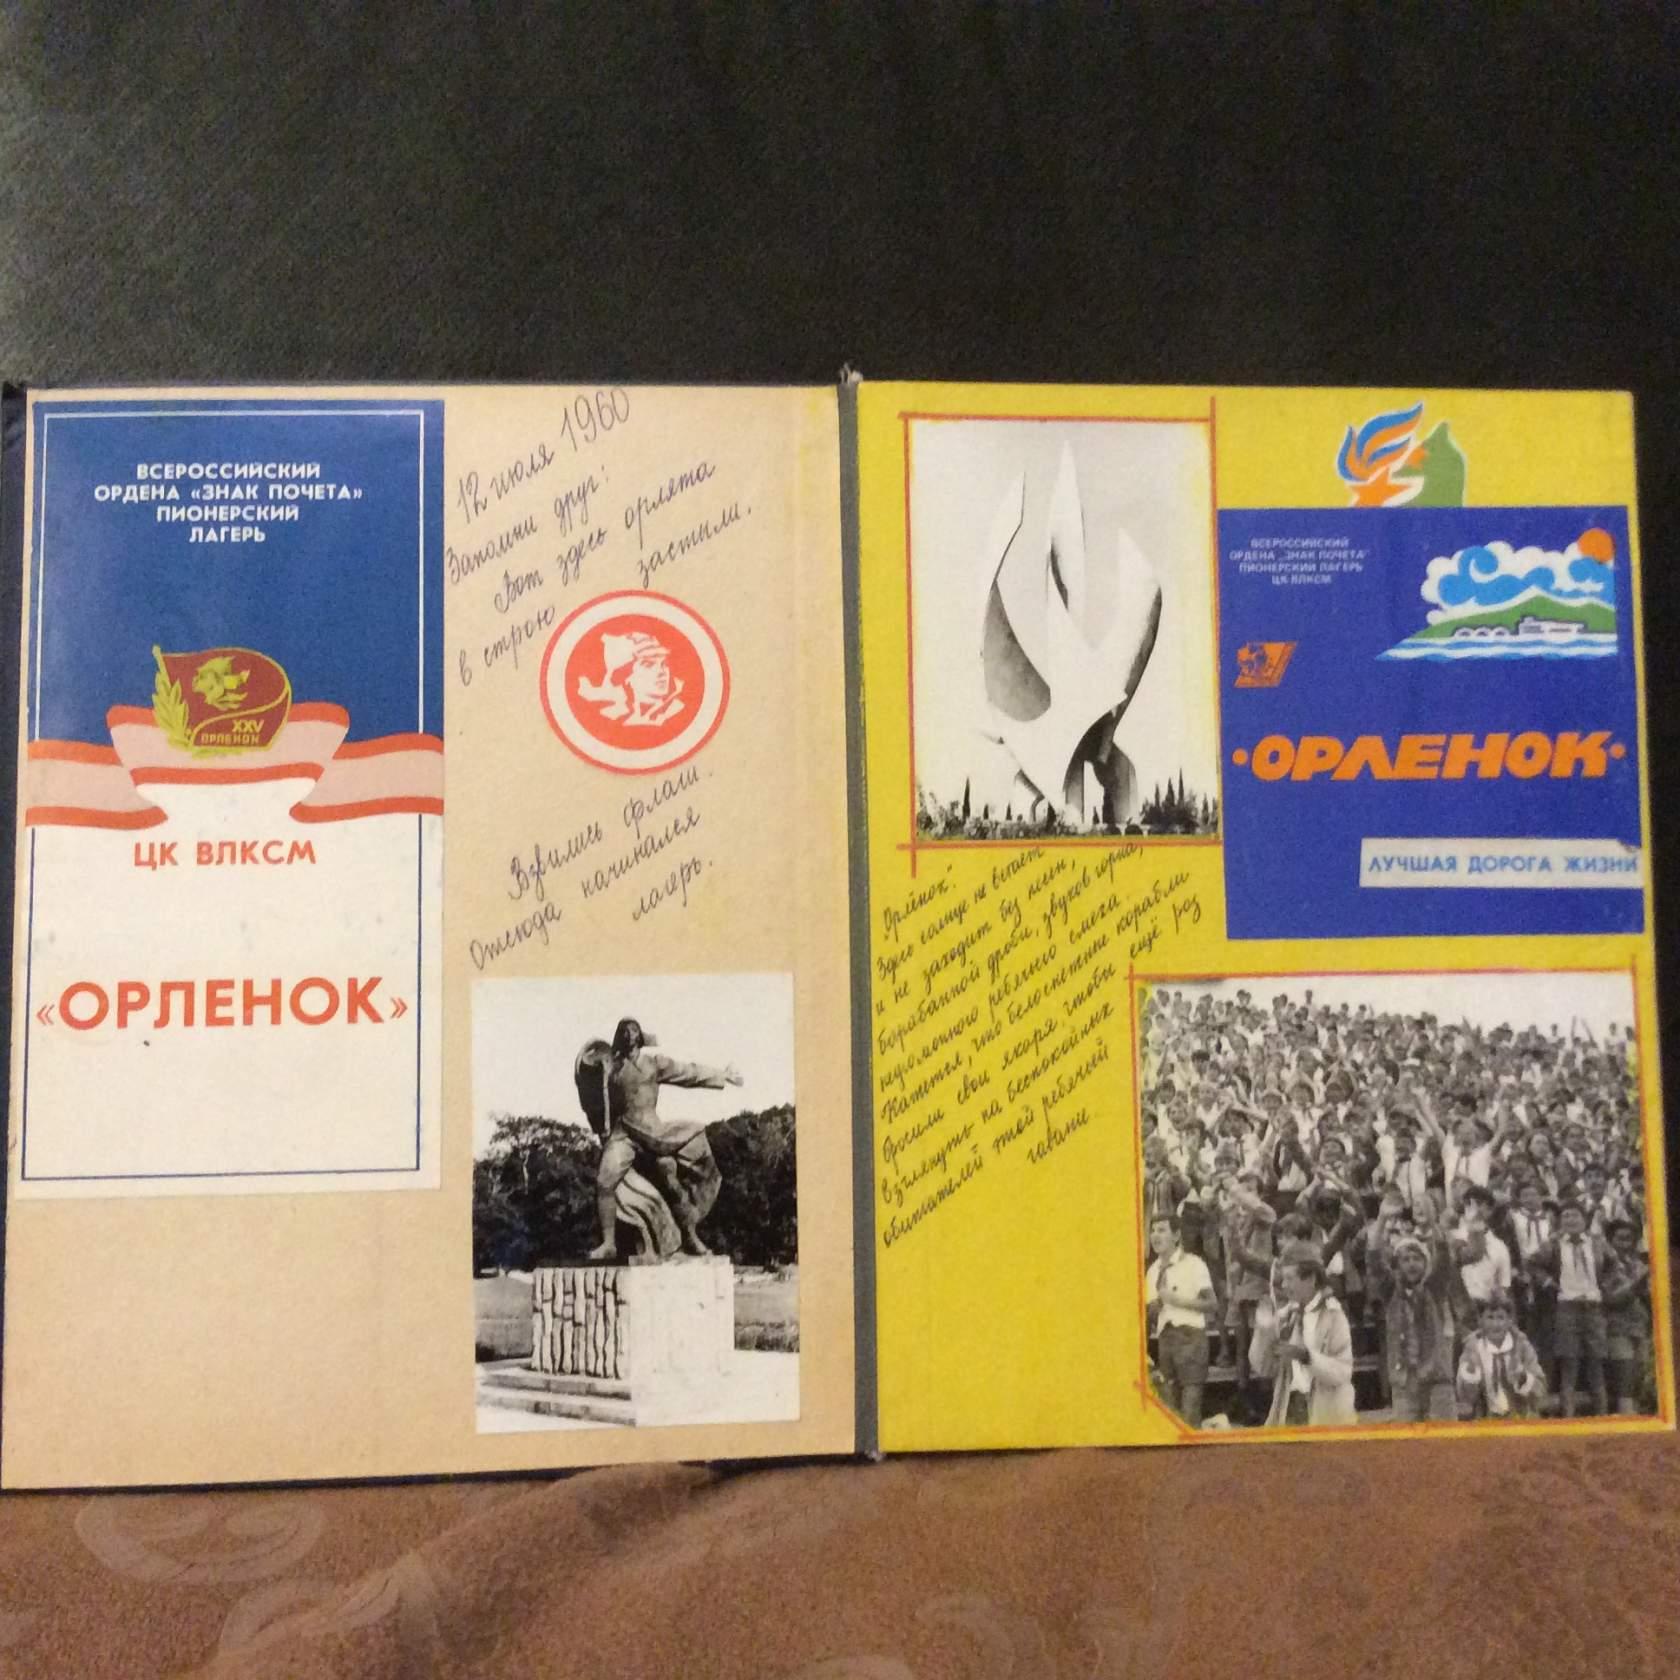 ВСЕРОССИЙСКИЙ
ОРДЕНА «ЗНАК ПОЧЕТА»
ПИОНЕРСКИЙ
ЛАГЕРЬ
XXV
ОРЛЕНОК
ЦК ВЛКСМ
«ОРЛЕНОК»
12 июля 1960
Запомни друг:
Вот здесь орлята
в строю застыли.
Взвились флаги.
Отсюда начинался
лагерь.
ВСЕРОССИЙСКИЙ
ОРДЕНА „ЗНАК ПОЧЕТА"
ПИОНЕРСКИЙ ЛАГЕРЬ
ЦК ВЛКСМ
·ОРЛЕНОК·
ЛУЧШАЯ ДОРОГА ЖИЗНИ
„Орлёнок".
Здесь солнце не встает
и не заходит без песен,
барабанной дроби, звуков горна,
неугомонного ребячьего смеха.
Кажется, что белоснежные корабли
бросили свои якоря, чтобы ещё раз
взглянуть на беспокойных
обитателей этой ребячьей
гавани.